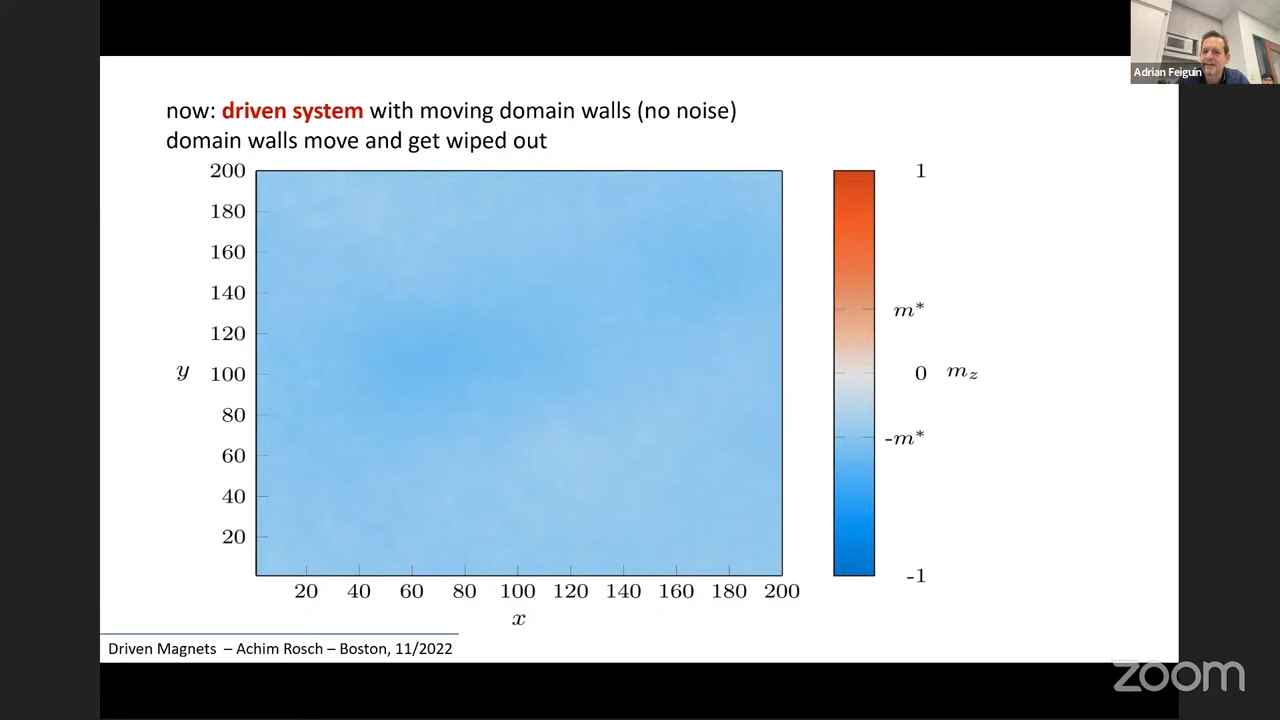 Adrian Feiguin
now: driven system with moving domain walls (no noise)
domain walls move and get wiped out
200
180
160
140
120
100
80
60
40
20
y
20 40 60 80 100 120 140 160 180 200
x
1
m*
0
-m*
-1
m_z
Driven Magnets – Achim Rosch – Boston, 11/2022
zoom